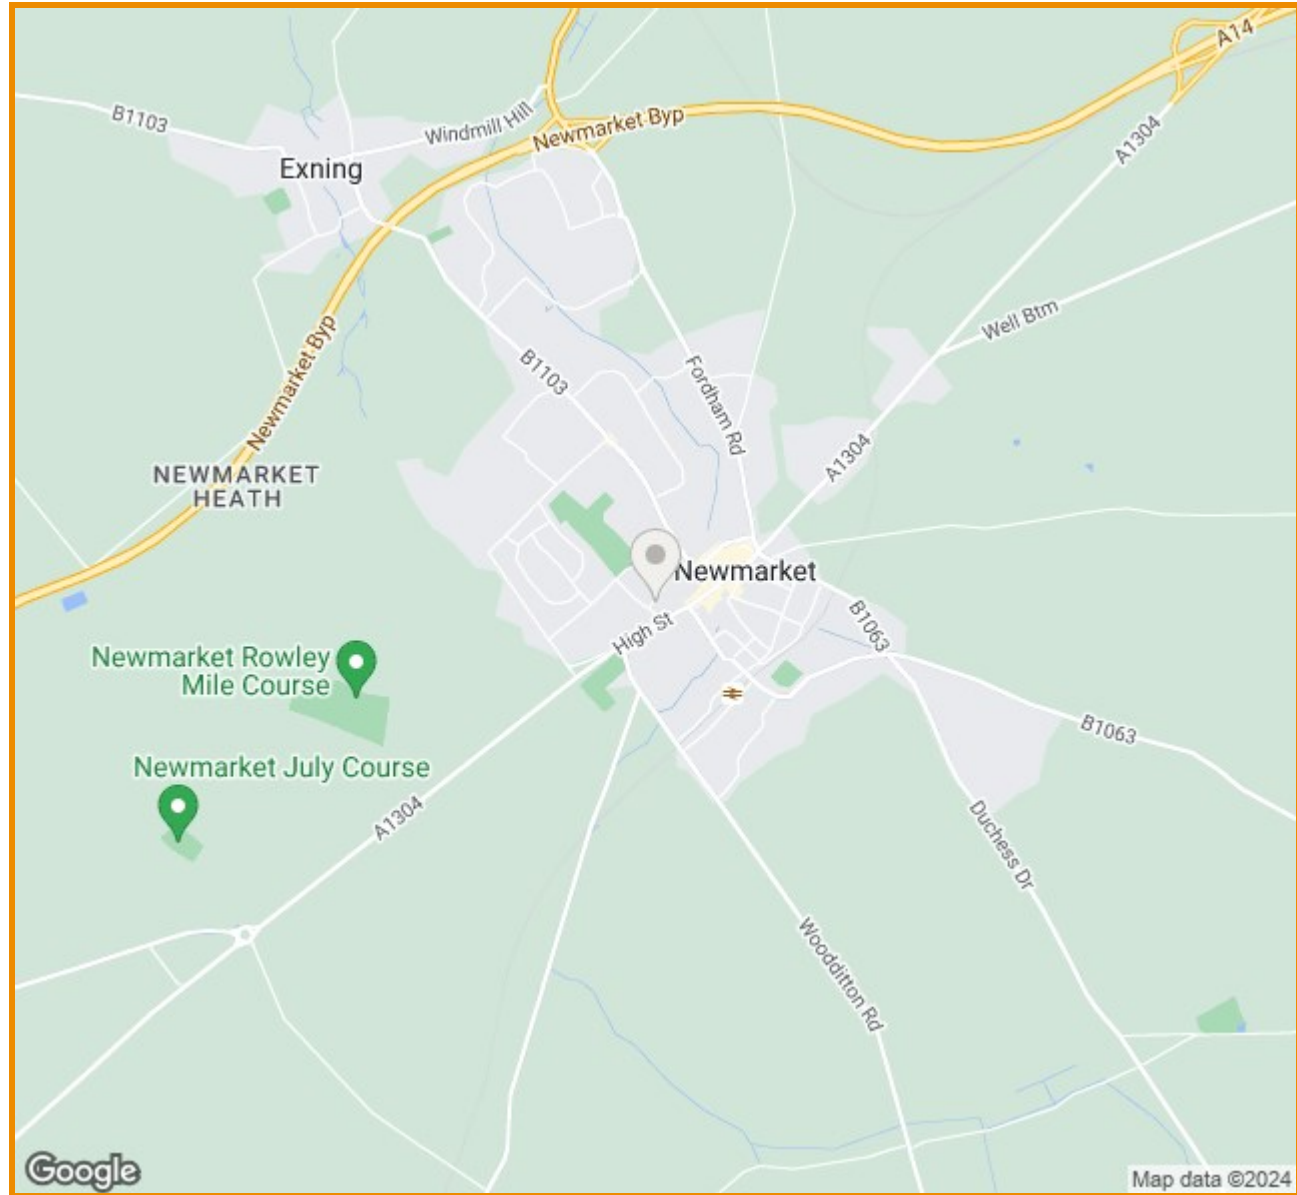 A14
B1103
Windmill Hill
Newmarket Byp
A1304
Exning
Well Btm
Newmarket Byp
B1103
Fordham Rd
A1304
NEWMARKET
HEATH
Newmarket
B1063
High St
Newmarket Rowley
Mile Course
B1063
Newmarket July Course
A1304
Duchess Dr
Woodditton Rd
Google
Map data ©2024